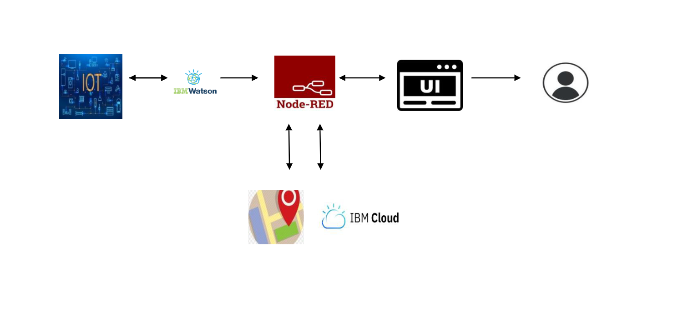 IOT
IBM Watson
Node-RED
UI
IBM Cloud